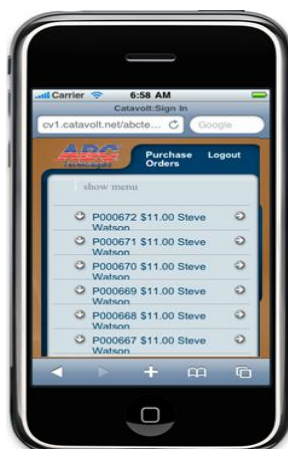 Carrier 6:58 AM
Catavolt:Sign In
cv1.catavolt.net/abcte... Google
ABC
Purchase Logout
Orders
show menu
P000672 $11.00 Steve
Watson
P000671 $11.00 Steve
Watson
P000670 $11.00 Steve
Watson
P000669 $11.00 Steve
Watson
P000668 $11.00 Steve
Watson
P000667 $11.00 Steve
Watson